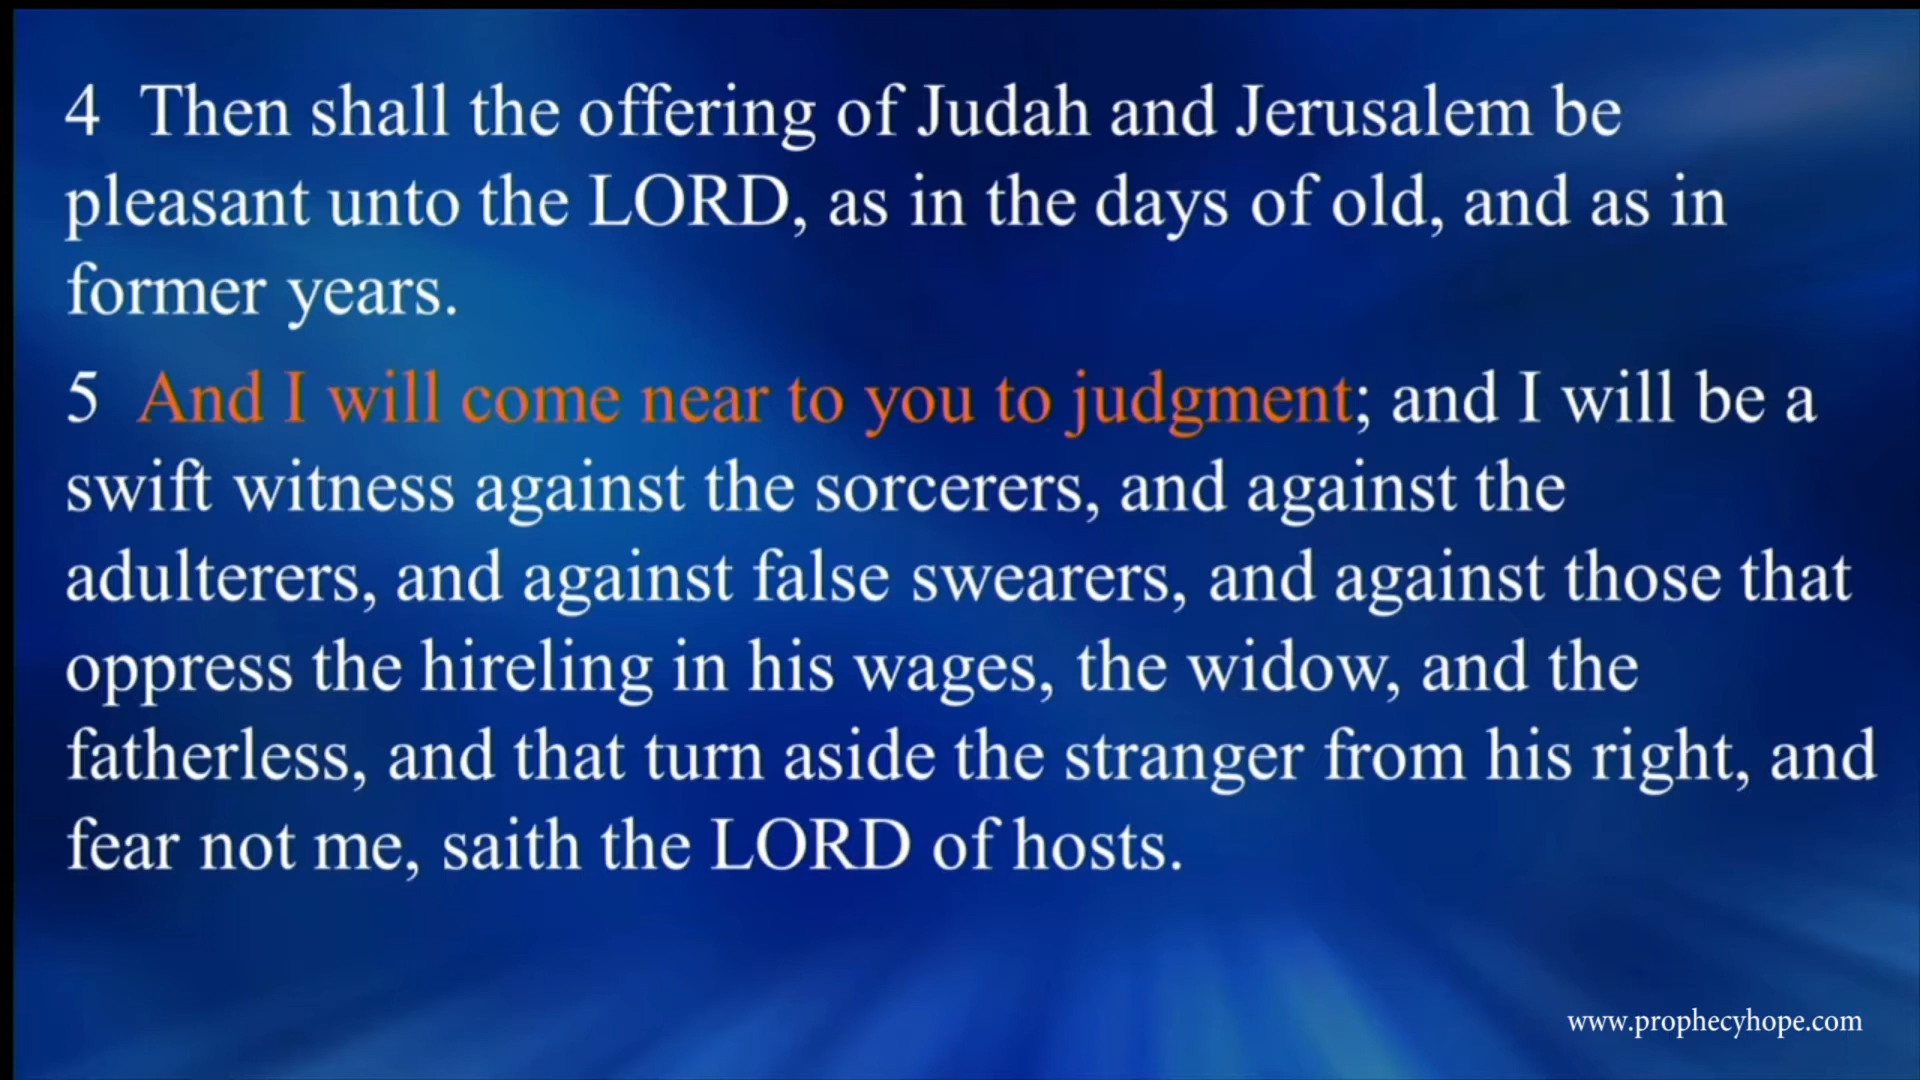 4 Then shall the offering of Judah and Jerusalem be
pleasant unto the LORD, as in the days of old, and as in
former years.
5 And I will come near to you to judgment; and I will be a
swift witness against the sorcerers, and against the
adulterers, and against false swearers, and against those that
oppress the hireling in his wages, the widow, and the
fatherless, and that turn aside the stranger from his right, and
fear not me, saith the LORD of hosts.
www.prophecyhope.com